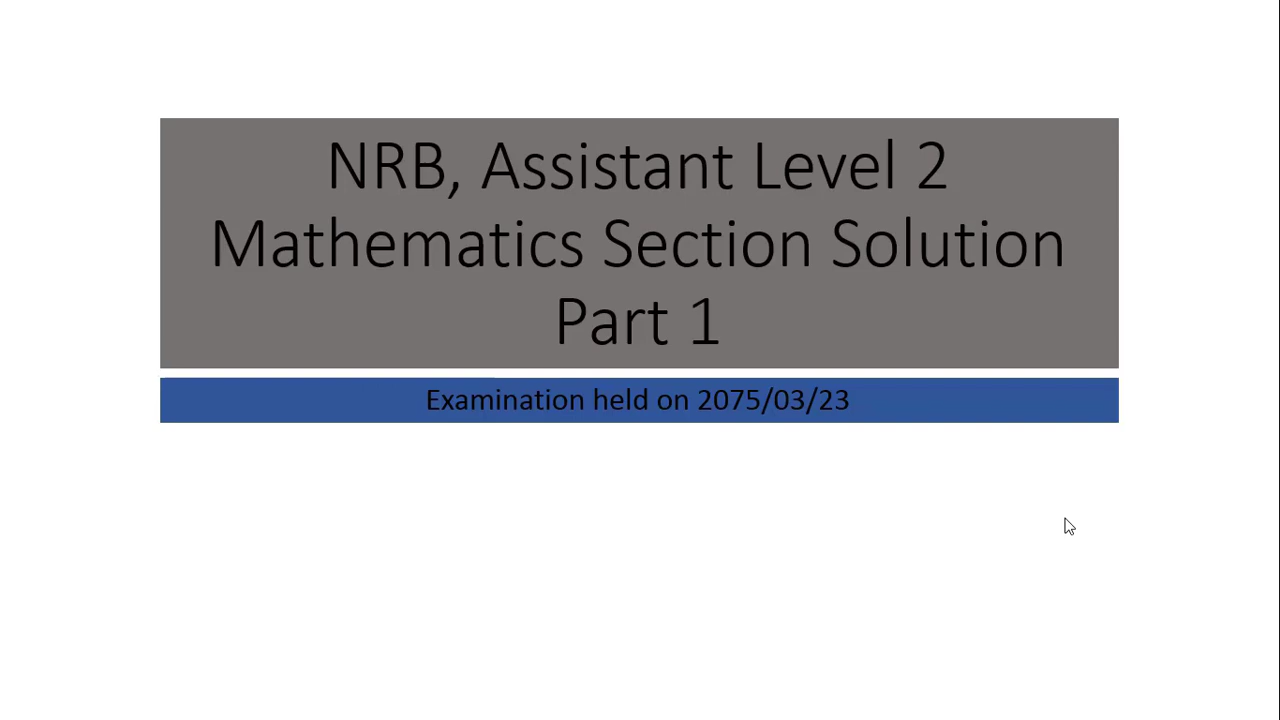 NRB, Assistant Level 2
Mathematics Section Solution
Part 1
Examination held on 2075/03/23